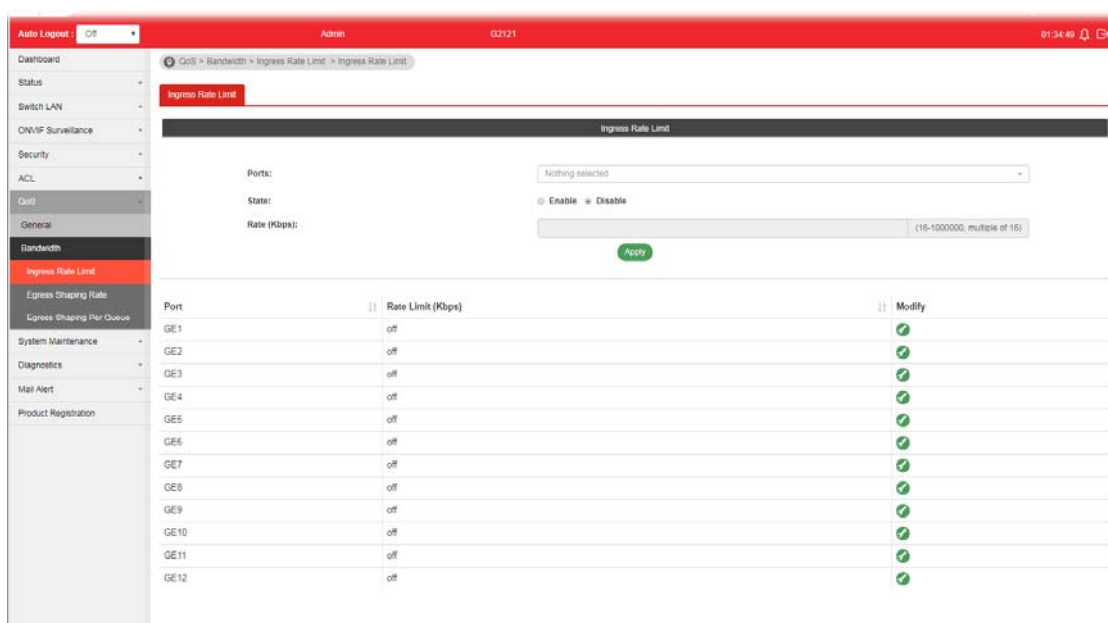 Auto Logout : Off Admin G2121 01:34:49
Dashboard
Status
Switch LAN
ONVIF Surveillance
Security
ACL
QoS
General
Bandwidth
Ingress Rate Limit
Egress Shaping Rate
Egress Shaping Per Queue
System Maintenance
Diagnostics
Mail Alert
Product Registration
QoS > Bandwidth > Ingress Rate Limit > Ingress Rate Limit
Ingress Rate Limit
Ingress Rate Limit
Ports: Nothing selected
State: Enable Disable
Rate (Kbps): (16-1000000, multiple of 16)
Apply
Port Rate Limit (Kbps) Modify
GE1 off
GE2 off
GE3 off
GE4 off
GE5 off
GE6 off
GE7 off
GE8 off
GE9 off
GE10 off
GE11 off
GE12 off